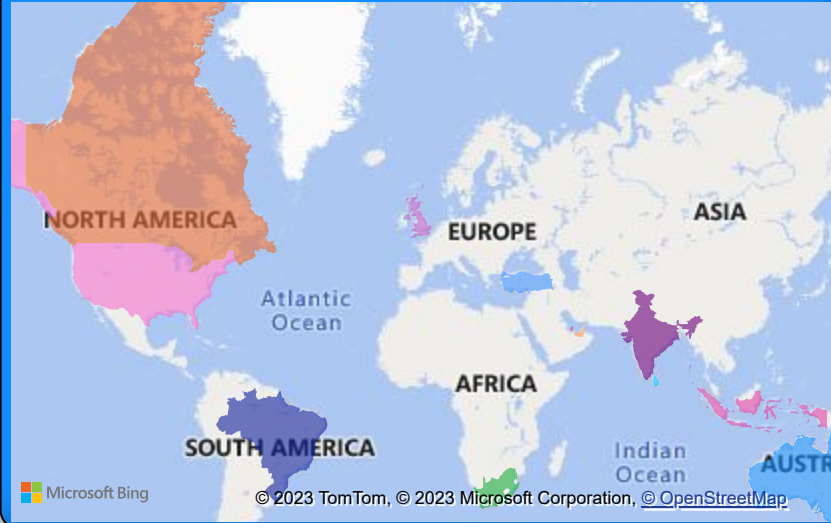 NORTH AMERICA
EUROPE
ASIA
Atlantic
Ocean
AFRICA
SOUTH AMERICA
Indian
Ocean
AUSTR
Microsoft Bing
© 2023 TomTom, © 2023 Microsoft Corporation, © OpenStreetMap